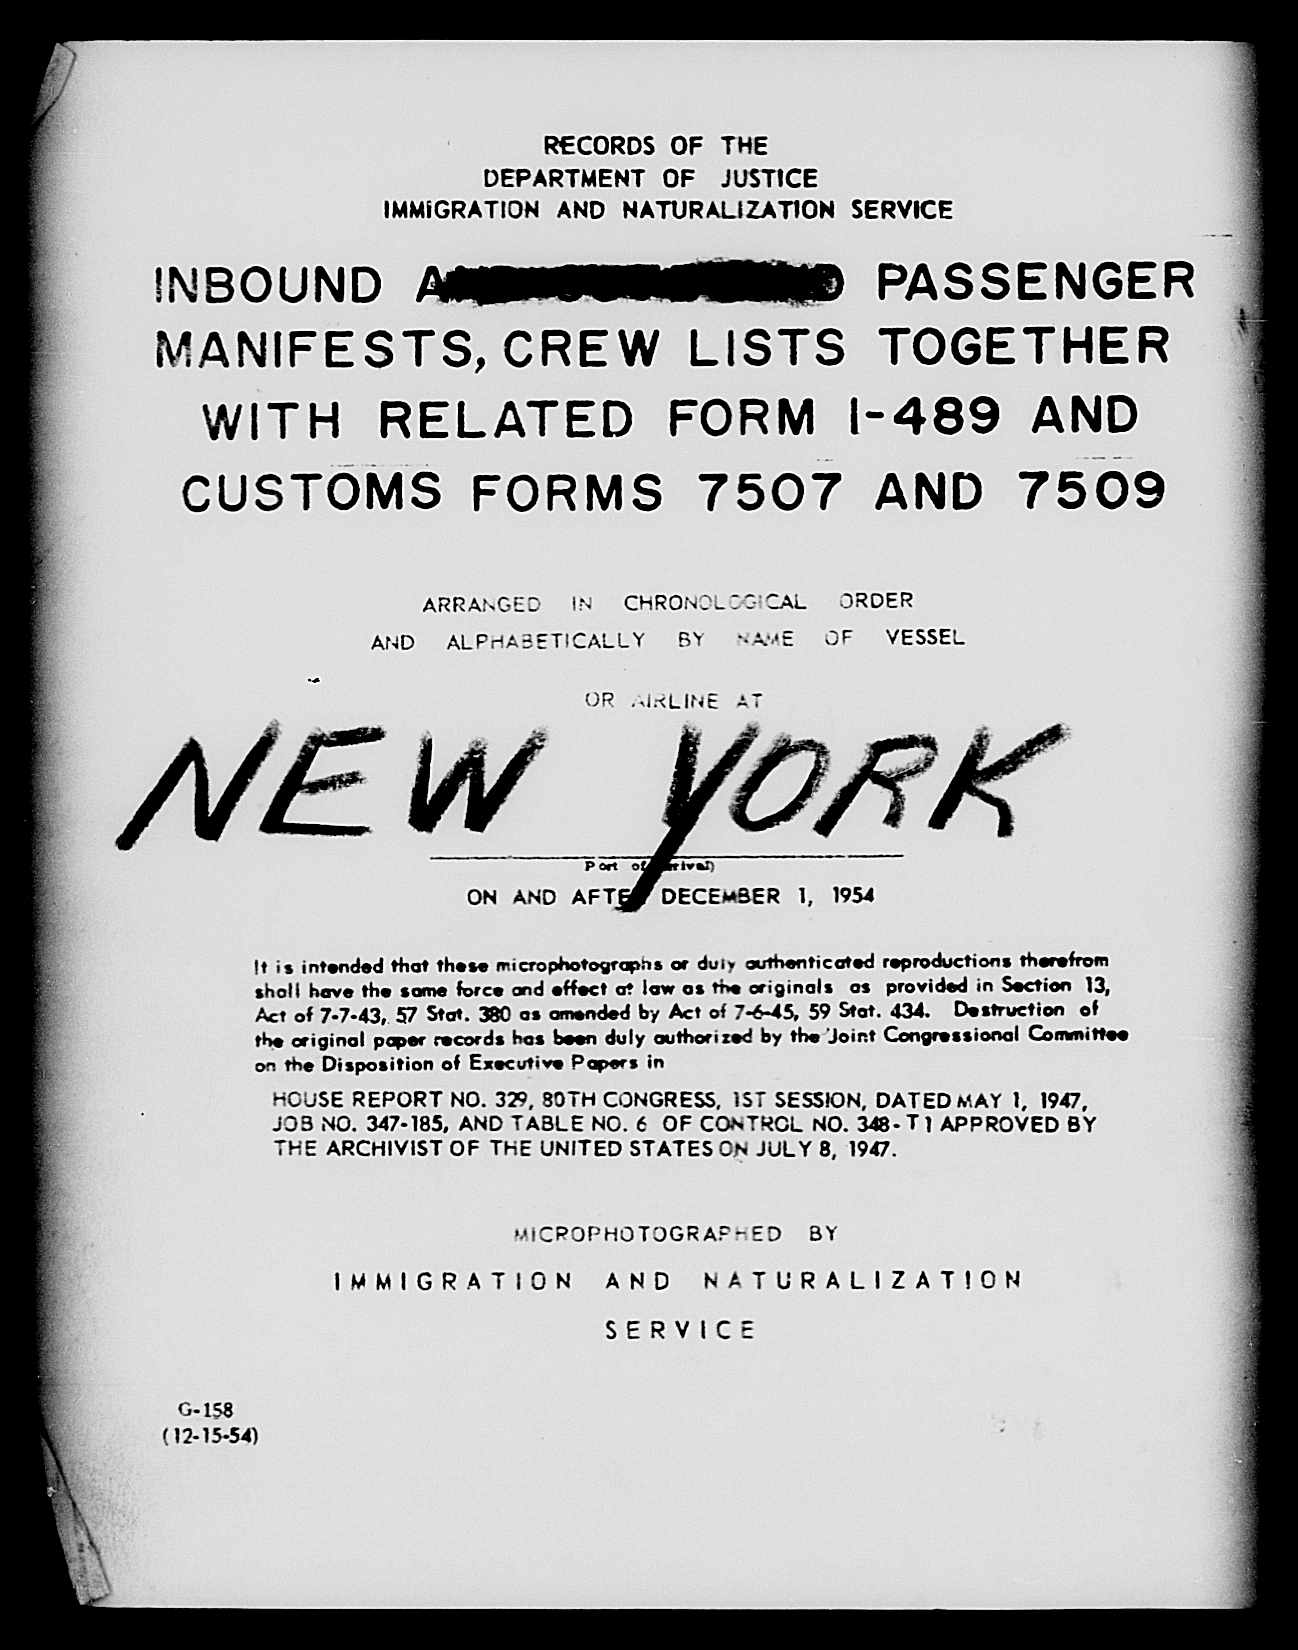 RECORDS OF THE
DEPARTMENT OF JUSTICE
IMMIGRATION AND NATURALIZATION SERVICE
INBOUND PASSENGER
MANIFESTS, CREW LISTS TOGETHER
WITH RELATED FORM I-489 AND
CUSTOMS FORMS 7507 AND 7509
ARRANGED IN CHRONOLOGICAL ORDER
AND ALPHABETICALLY BY NAME OF VESSEL
OR AIRLINE AT
NEW YORK
Port of
ON AND AFTER DECEMBER 1, 1954
It is intended that these microphotographs or duly authenticated reproductions therefrom
shall have the same force and effect at law as the originals as provided in Section 13,
Act of 7-7-43, 57 Stat. 380 as amended by Act of 7-6-45, 59 Stat. 434. Destruction of
the original paper records has been duly authorized by the Joint Congressional Committee
on the Disposition of Executive Papers in
HOUSE REPORT NO. 329, 80TH CONGRESS, 1ST SESSION, DATED MAY 1, 1947,
JOB NO. 347-185, AND TABLE NO. 6 OF CONTROL NO. 348-T1 APPROVED BY
THE ARCHIVIST OF THE UNITED STATES ON JULY 8, 1947.
MICROPHOTOGRAPHED BY
IMMIGRATION AND NATURALIZATION
SERVICE
G-158
(12-15-54)